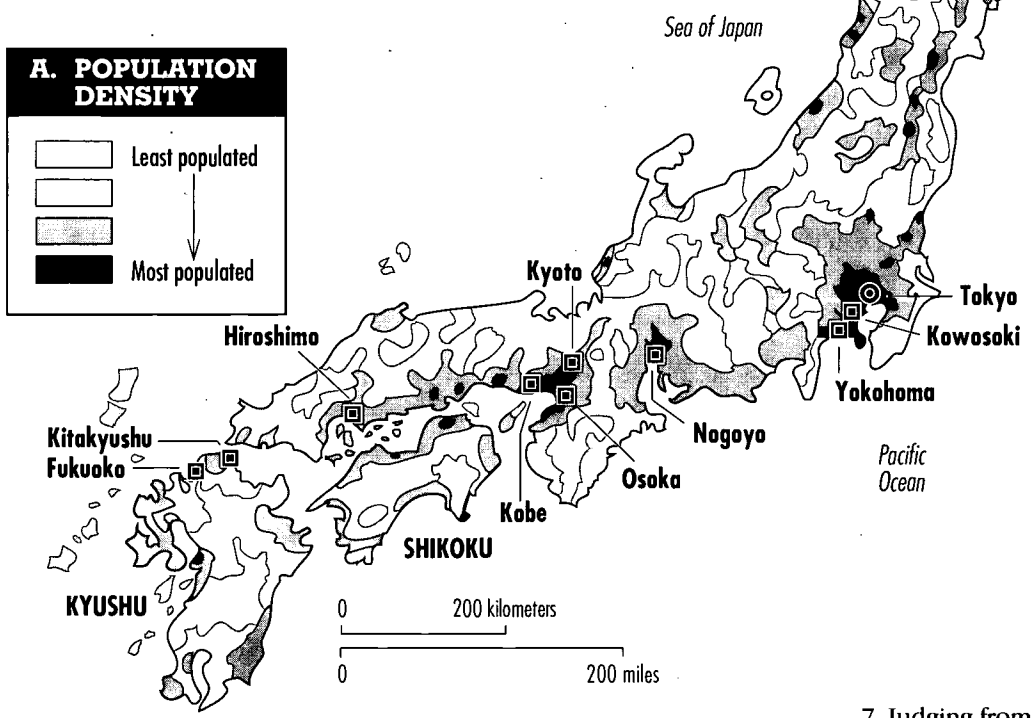 Sea of Japan
A. POPULATION
DENSITY
Least populated
Most populated
Kyoto
Hiroshimo
Tokyo
Kowosoki
Yokohoma
Nogoyo
Osoka
Kobe
Kitakyushu
Fukuoko
Pacific
Ocean
SHIKOKU
KYUSHU
0 200 kilometers
0 200 miles
7. Judging from